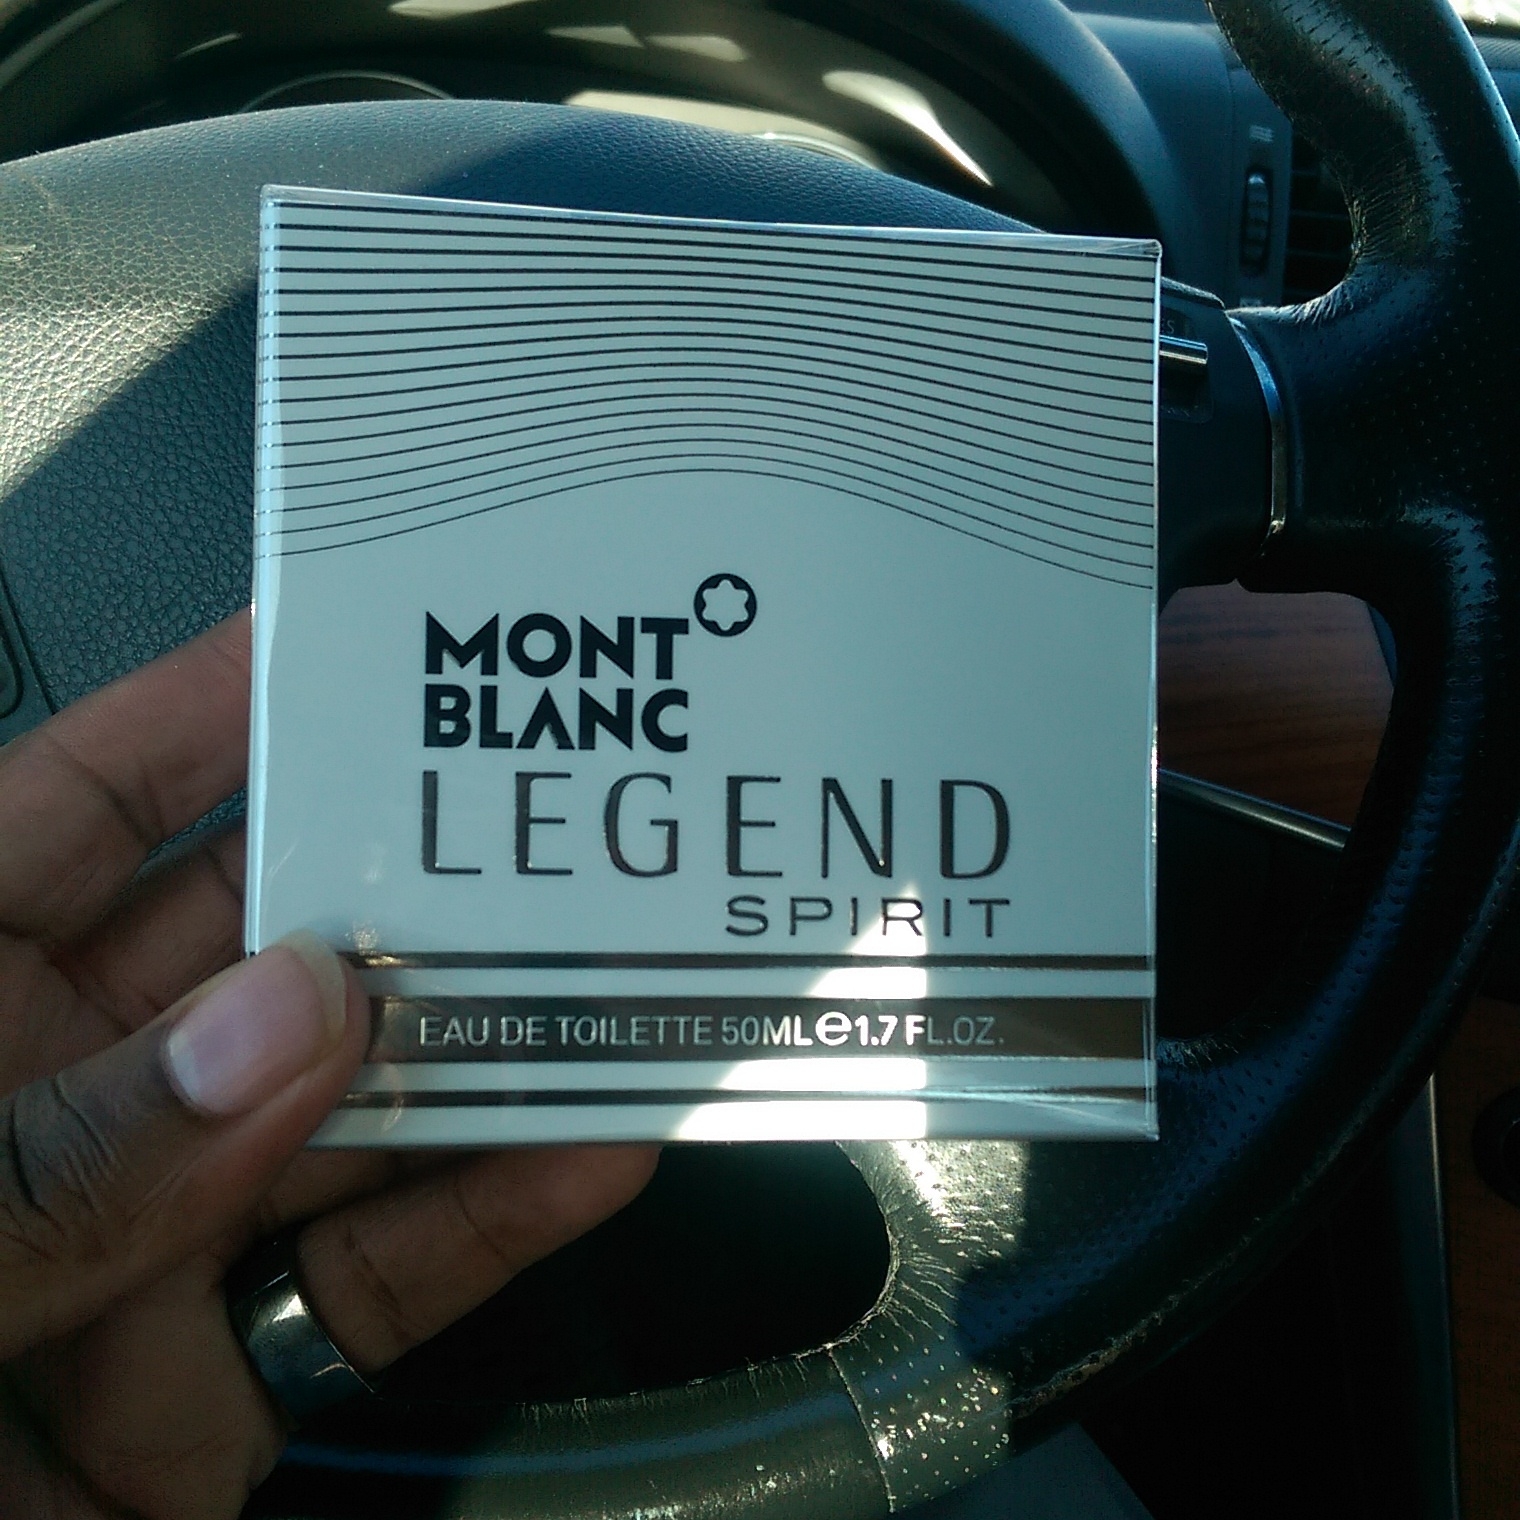 MONT
BLANC
LEGEND
SPIRIT
EAU DE TOILETTE 50ML e 1.7 FL.OZ.